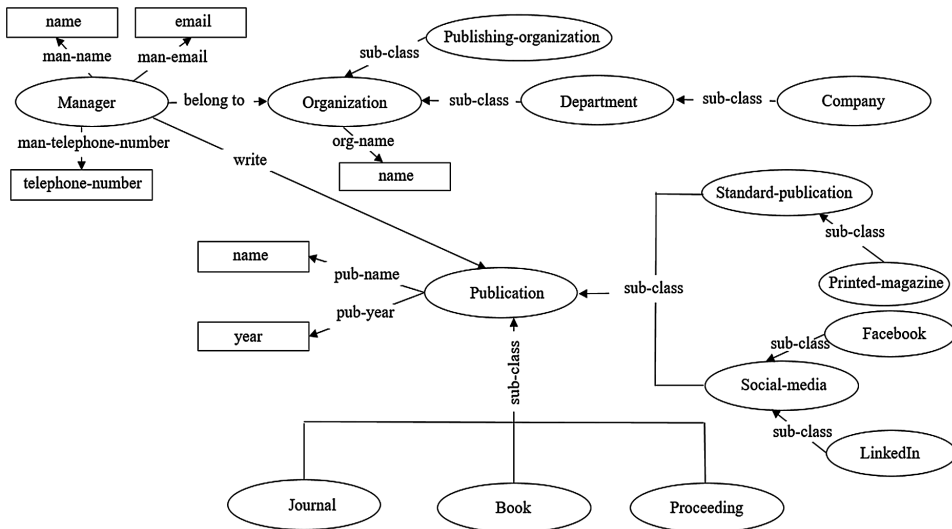 name
email
Publishing-organization
man-name
man-email
sub-class
Manager
belong to
Organization
sub-class
Department
sub-class
Company
man-telephone-number
org-name
write
name
telephone-number
Standard-publication
sub-class
name
pub-name
Publication
sub-class
Printed-magazine
pub-year
year
Facebook
sub-class
sub-class
Social-media
sub-class
LinkedIn
Journal
Book
Proceeding